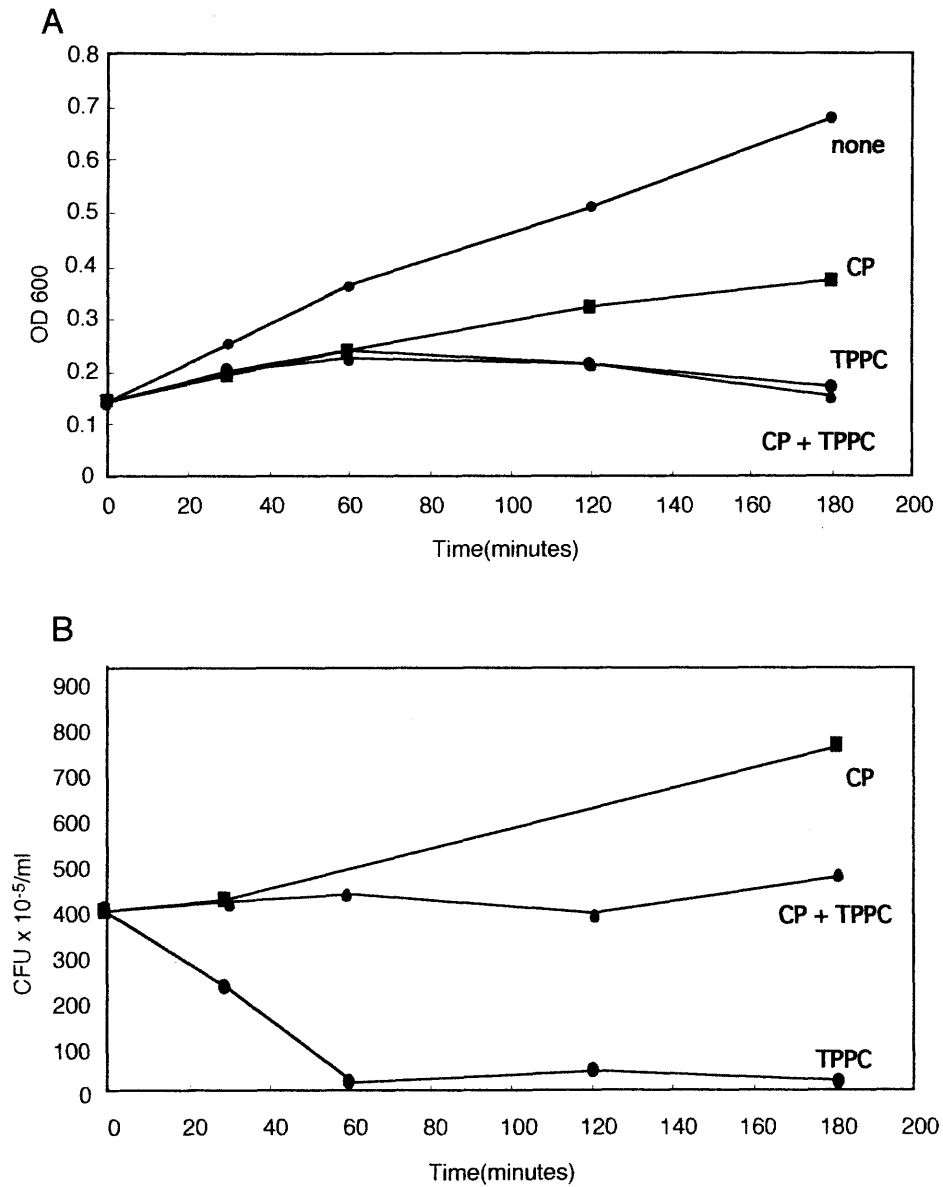 A
0.8
0.7
0.6
0.5
0.4
0.3
0.2
0.1
0
OD 600
none
CP
TPPC
CP + TPPC
0 20 40 60 80 100 120 140 160 180 200
Time(minutes)
B
900
800
700
600
500
400
300
200
100
0
CFU x 10⁻⁵/ml
CP
CP + TPPC
TPPC
0 20 40 60 80 100 120 140 160 180 200
Time(minutes)